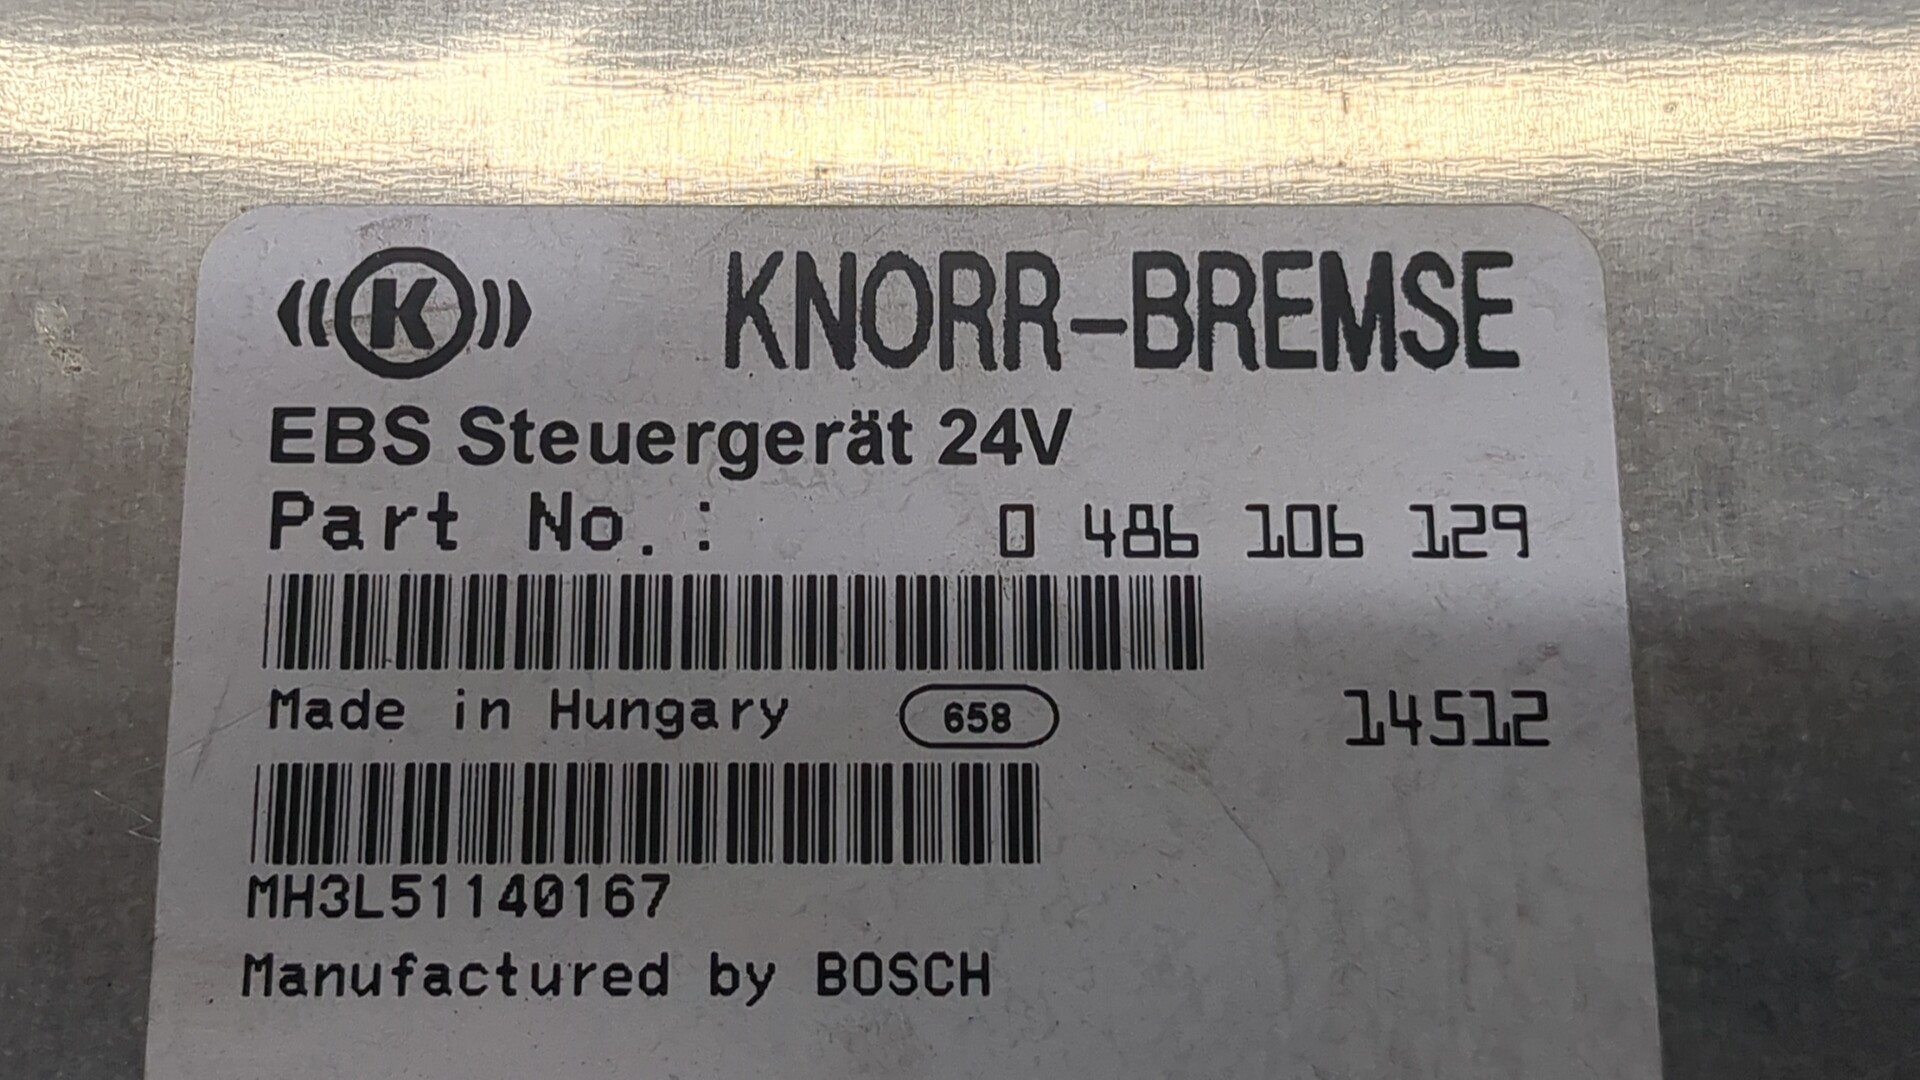 K KNORR-BREMSE
EBS Steuergerät 24V
Part No.: 0 486 106 129
Made in Hungary 658 14512
MH3L51140167
Manufactured by BOSCH